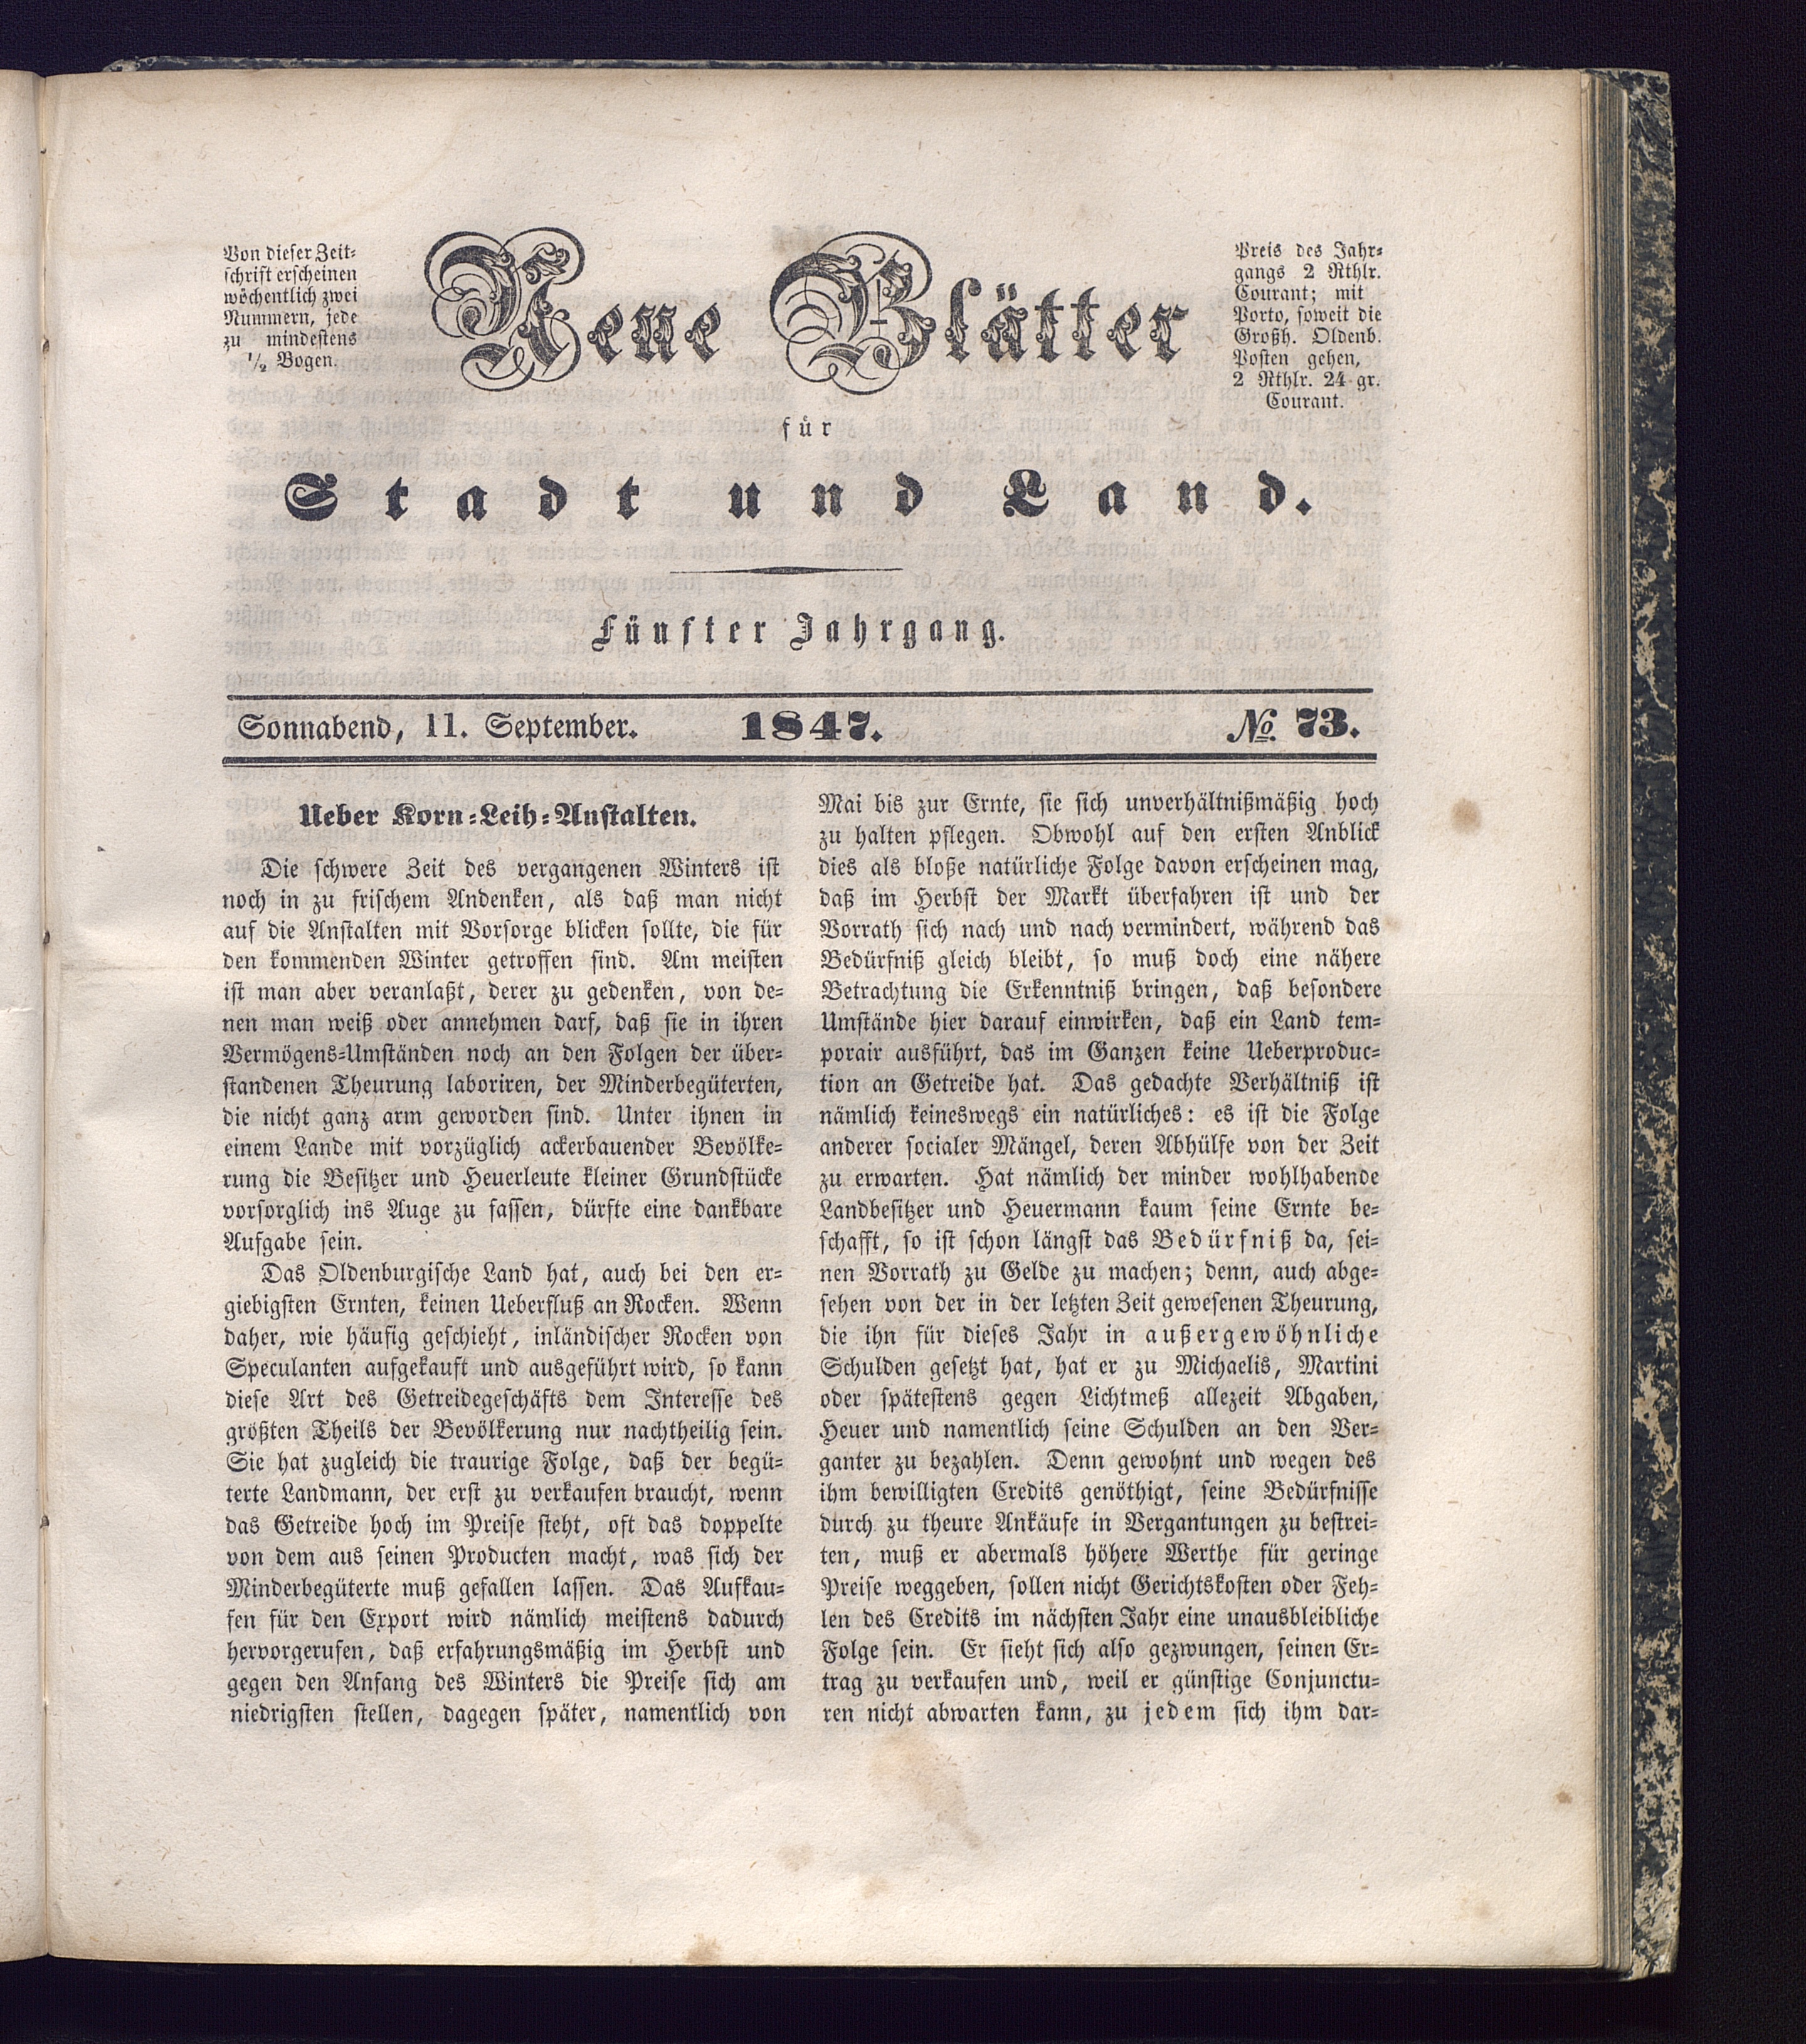 Von dieser Zeit-
schrift erscheinen
wöchentlich zwei
Nummern, jede
zu mindestens
1/2 Bogen.
Neue Blätter
für
Stadt und Land.
Preis des Jahr-
gangs 2 Rthlr.
Courant; mit
Porto, soweit die
Großh. Oldenb.
Posten gehen,
2 Rthlr. 24 gr.
Courant.
Fünfter Jahrgang.
Sonnabend, 11. September. 1847. № 73.
Ueber Korn-Leih-Anstalten.
Die schwere Zeit des vergangenen Winters ist
noch in zu frischem Andenken, als daß man nicht
auf die Anstalten mit Vorsorge blicken sollte, die für
den kommenden Winter getroffen sind. Am meisten
ist man aber veranlaßt, derer zu gedenken, von de-
nen man weiß oder annehmen darf, daß sie in ihren
Vermögens-Umständen noch an den Folgen der über-
standenen Theurung laboriren, der Minderbegüterten,
die nicht ganz arm geworden sind. Unter ihnen in
einem Lande mit vorzüglich ackerbauender Bevölke-
rung die Besitzer und Heuerleute kleiner Grundstücke
vorsorglich ins Auge zu fassen, dürfte eine dankbare
Aufgabe sein.
Das Oldenburgische Land hat, auch bei den er-
giebigsten Ernten, keinen Ueberfluß an Rocken. Wenn
daher, wie häufig geschieht, inländischer Rocken von
Speculanten aufgekauft und ausgeführt wird, so kann
diese Art des Getreidegeschäfts dem Interesse des
größten Theils der Bevölkerung nur nachtheilig sein.
Sie hat zugleich die traurige Folge, daß der begü-
terte Landmann, der erst zu verkaufen braucht, wenn
das Getreide hoch im Preise steht, oft das doppelte
von dem aus seinen Producten macht, was sich der
Minderbegüterte muß gefallen lassen. Das Aufkau-
fen für den Export wird nämlich meistens dadurch
hervorgerufen, daß erfahrungsmäßig im Herbst und
gegen den Anfang des Winters die Preise sich am
niedrigsten stellen, dagegen später, namentlich von
Mai bis zur Ernte, sie sich unverhältnißmäßig hoch
zu halten pflegen. Obwohl auf den ersten Anblick
dies als bloße natürliche Folge davon erscheinen mag,
daß im Herbst der Markt überfahren ist und der
Vorrath sich nach und nach vermindert, während das
Bedürfniß gleich bleibt, so muß doch eine nähere
Betrachtung die Erkenntniß bringen, daß besondere
Umstände hier darauf einwirken, daß ein Land tem-
porair ausführt, das im Ganzen keine Ueberproduc-
tion an Getreide hat. Das gedachte Verhältniß ist
nämlich keineswegs ein natürliches: es ist die Folge
anderer socialer Mängel, deren Abhülfe von der Zeit
zu erwarten. Hat nämlich der minder wohlhabende
Landbesitzer und Heuermann kaum seine Ernte be-
schafft, so ist schon längst das Bedürfniß da, sei-
nen Vorrath zu Gelde zu machen; denn, auch abge-
sehen von der in der letzten Zeit gewesenen Theurung,
die ihn für dieses Jahr in außergewöhnliche
Schulden gesetzt hat, hat er zu Michaelis, Martini
oder spätestens gegen Lichtmeß allezeit Abgaben,
Heuer und namentlich seine Schulden an den Ver-
ganter zu bezahlen. Denn gewohnt und wegen des
ihm bewilligten Credits genöthigt, seine Bedürfnisse
durch zu theure Ankäufe in Vergantungen zu bestrei-
ten, muß er abermals höhere Werthe für geringe
Preise weggeben, sollen nicht Gerichtskosten oder Feh-
len des Credits im nächsten Jahr eine unausbleibliche
Folge sein. Er sieht sich also gezwungen, seinen Er-
trag zu verkaufen und, weil er günstige Conjunctu-
ren nicht abwarten kann, zu jedem sich ihm dar-